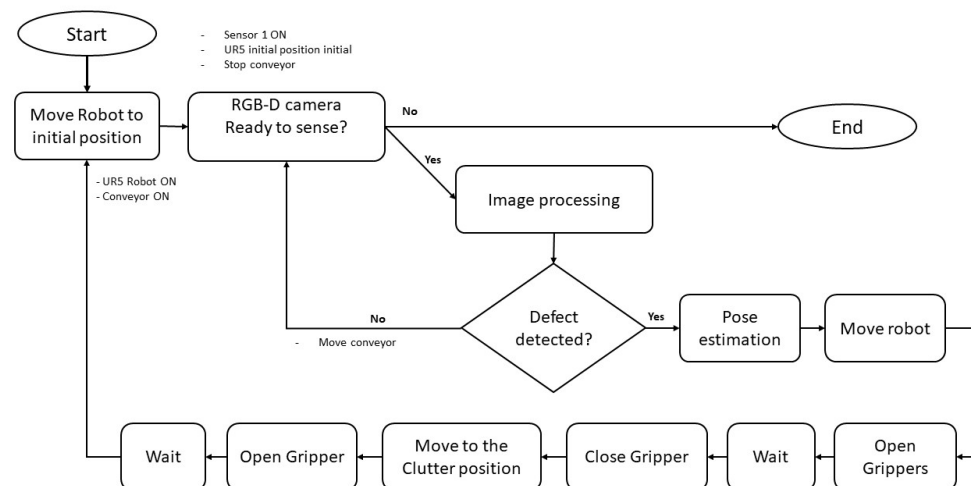 Start
- Sensor 1 ON
- UR5 initial position initial
- Stop conveyor
Move Robot to
initial position
RGB-D camera
Ready to sense?
No
End
Yes
- UR5 Robot ON
- Conveyor ON
Image processing
Defect
detected?
No
- Move conveyor
Yes
Pose
estimation
Move robot
Open
Grippers
Wait
Close Gripper
Move to the
Clutter position
Open Gripper
Wait